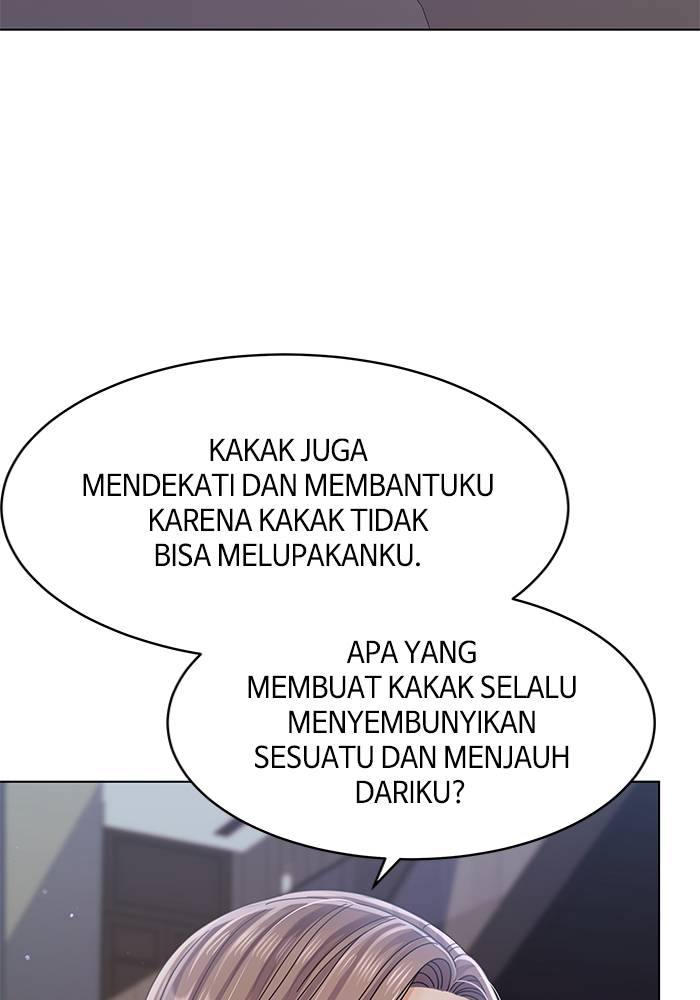 KAKAK JUGA
MENDEKATI DAN MEMBANTUKU
KARENA KAKAK TIDAK
BISA MELUPAKANKU.
APA YANG
MEMBUAT KAKAK SELALU
MENYEMBUNYIKAN
SESUATU DAN MENJAUH
DARIKU?